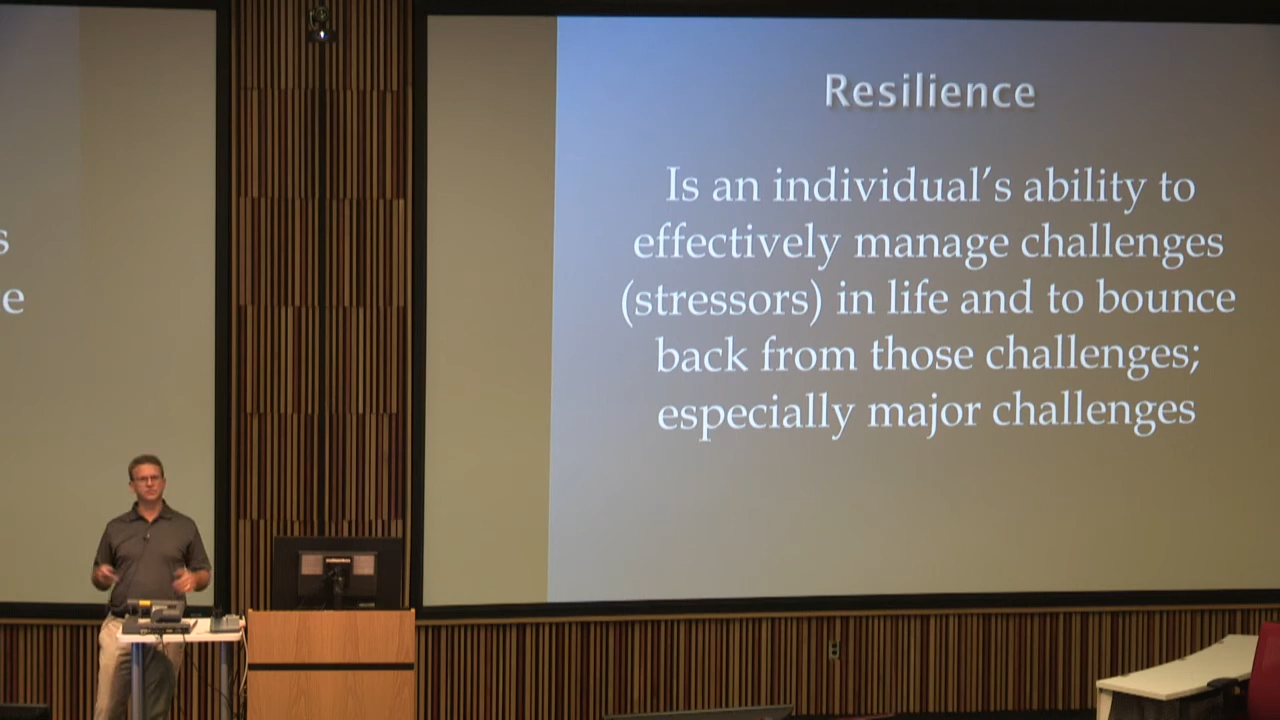 s
e
Resilience
Is an individual's ability to
effectively manage challenges
(stressors) in life and to bounce
back from those challenges;
especially major challenges